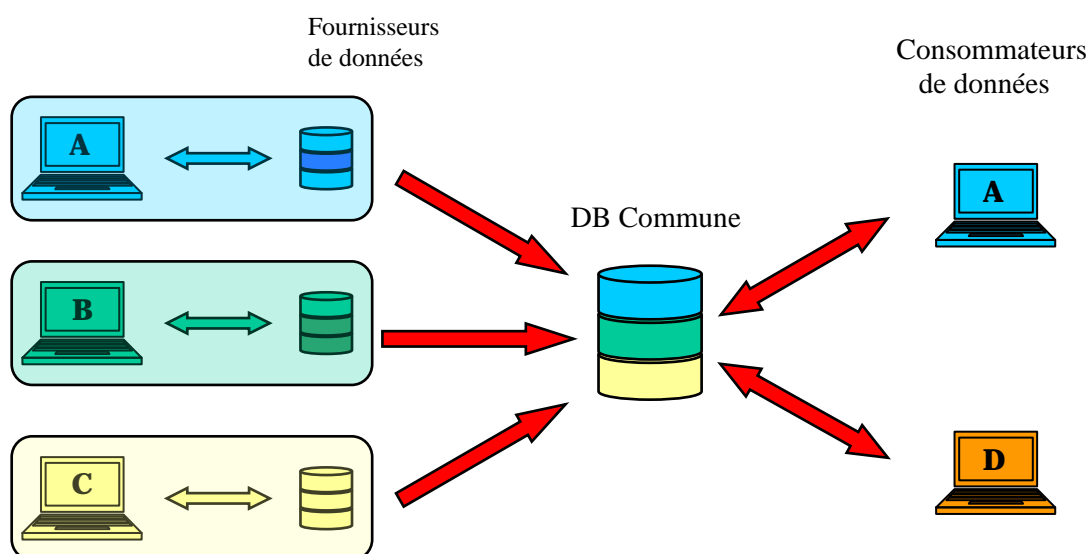 Fournisseurs
de données
Consommateurs
de données
A
A
DB Commune
B
C
D